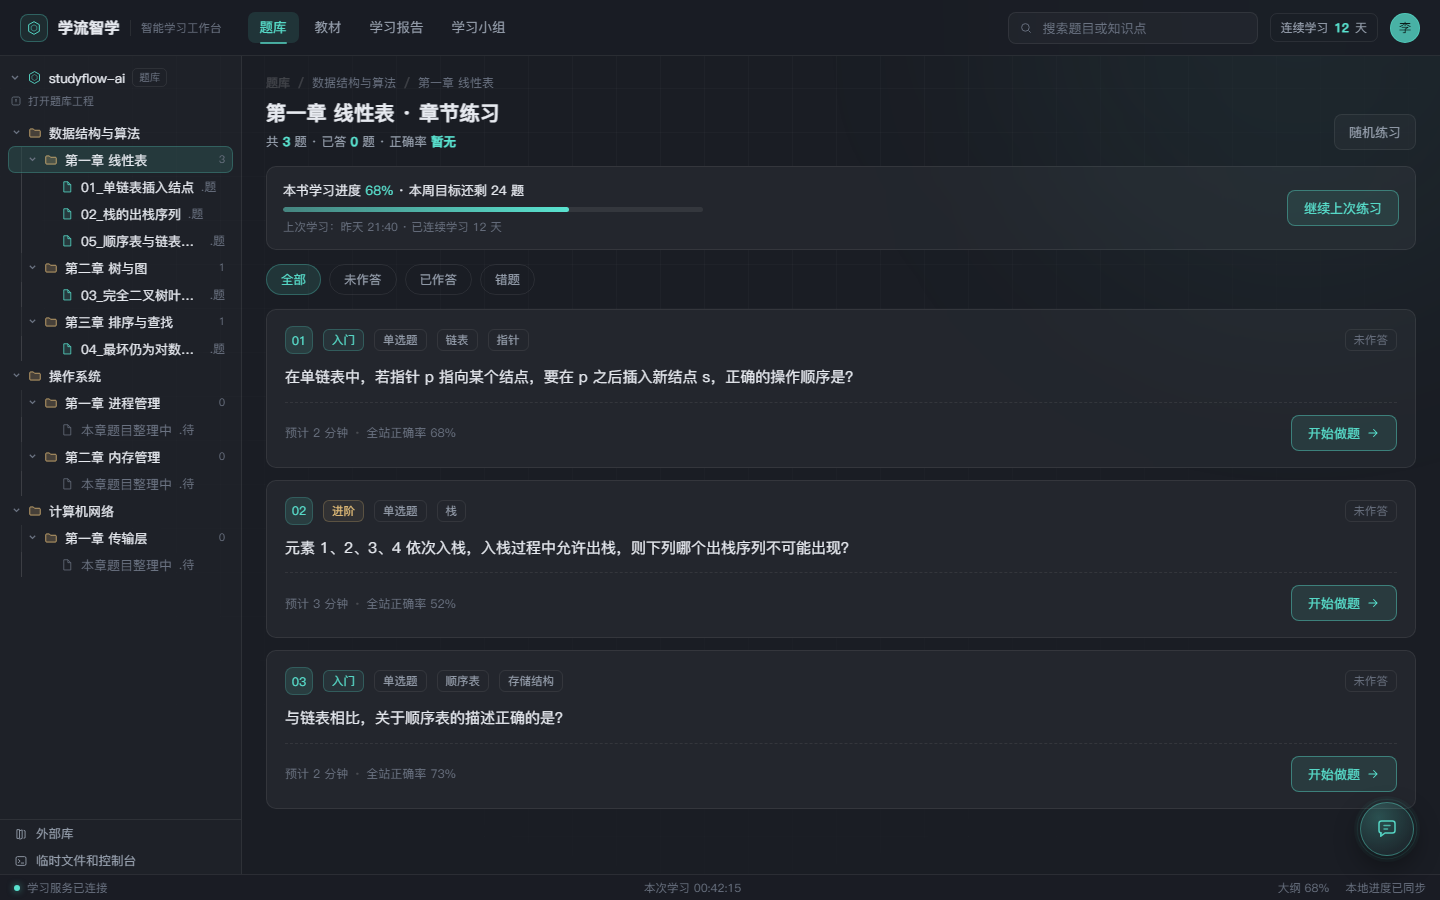 学流智学 智能学习工作台 题库 教材 学习报告 学习小组 搜索题目或知识点 连续学习 12 天 李
studyflow-ai 题库
打开题库工程
数据结构与算法
第一章 线性表 3
01_单链表插入结点 .题
02_栈的出栈序列 .题
05_顺序表与链表... .题
第二章 树与图 1
03_完全二叉树叶... .题
第三章 排序与查找 1
04_最坏仍为对数... .题
操作系统
第一章 进程管理 0
本章题目整理中 .待
第二章 内存管理 0
本章题目整理中 .待
计算机网络
第一章 传输层 0
本章题目整理中 .待
外部库
临时文件和控制台
题库 / 数据结构与算法 / 第一章 线性表
第一章 线性表 · 章节练习
共 3 题 · 已答 0 题 · 正确率 暂无
随机练习
本书学习进度 68% · 本周目标还剩 24 题
上次学习：昨天 21:40 · 已连续学习 12 天
继续上次练习
全部 未作答 已作答 错题
01 入门 单选题 链表 指针 未作答
在单链表中，若指针 p 指向某个结点，要在 p 之后插入新结点 s，正确的操作顺序是？
预计 2 分钟 · 全站正确率 68% 开始做题 →
02 进阶 单选题 栈 未作答
元素 1、2、3、4 依次入栈，入栈过程中允许出栈，则下列哪个出栈序列不可能出现？
预计 3 分钟 · 全站正确率 52% 开始做题 →
03 入门 单选题 顺序表 存储结构 未作答
与链表相比，关于顺序表的描述正确的是？
预计 2 分钟 · 全站正确率 73% 开始做题 →
学习服务已连接 本次学习 00:42:15 大纲 68% 本地进度已同步